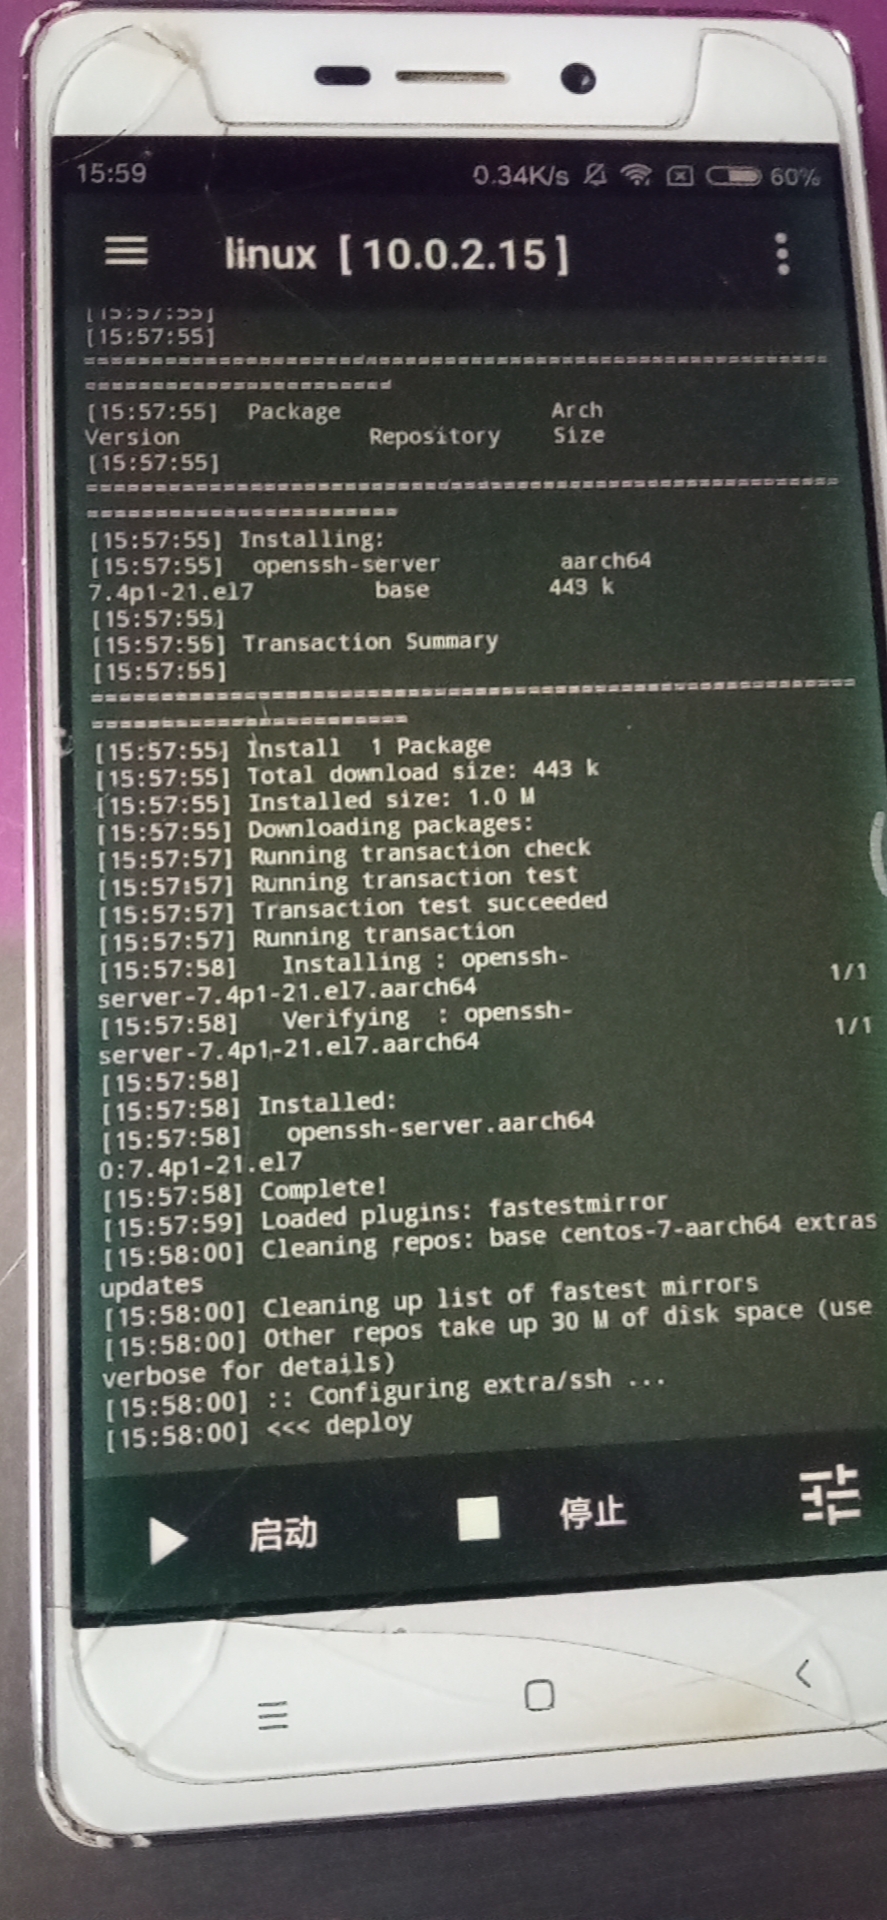 15:59 0.34K/s 60%
linux [10.0.2.15]
[15:57:55]
[15:57:55]
============================================================
========================
[15:57:55] Package Arch
Version Repository Size
[15:57:55]
============================================================
========================
[15:57:55] Installing:
[15:57:55] openssh-server aarch64
7.4p1-21.el7 base 443 k
[15:57:55]
[15:57:55] Transaction Summary
[15:57:55]
============================================================
========================
[15:57:55] Install 1 Package
[15:57:55] Total download size: 443 k
[15:57:55] Installed size: 1.0 M
[15:57:55] Downloading packages:
[15:57:57] Running transaction check
[15:57:57] Running transaction test
[15:57:57] Transaction test succeeded
[15:57:57] Running transaction
[15:57:58] Installing : openssh-
server-7.4p1-21.el7.aarch64 1/1
[15:57:58] Verifying : openssh-
server-7.4p1-21.el7.aarch64 1/1
[15:57:58]
[15:57:58] Installed:
[15:57:58] openssh-server.aarch64
0:7.4p1-21.el7
[15:57:58] Complete!
[15:57:59] Loaded plugins: fastestmirror
[15:58:00] Cleaning repos: base centos-7-aarch64 extras
updates
[15:58:00] Cleaning up list of fastest mirrors
[15:58:00] Other repos take up 30 M of disk space (use
verbose for details)
[15:58:00] :: Configuring extra/ssh ...
[15:58:00] <<< deploy
启动 停止